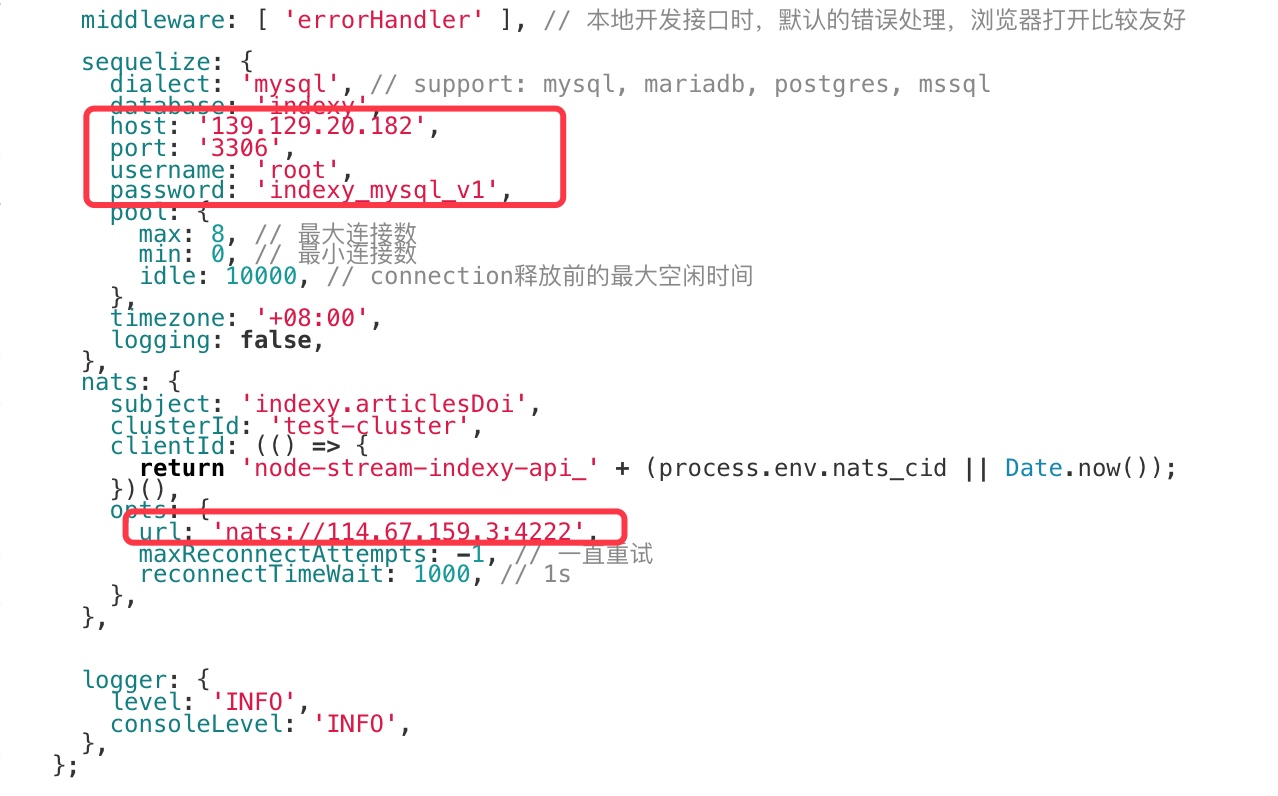 middleware: [ 'errorHandler' ], // 本地开发接口时，默认的错误处理，浏览器打开比较友好
sequelize: {
dialect: 'mysql', // support: mysql, mariadb, postgres, mssql
database: 'indexy',
host: '139.129.20.182',
port: '3306',
username: 'root',
password: 'indexy_mysql_v1',
pool: {
max: 8, // 最大连接数
min: 0, // 最小连接数
idle: 10000, // connection释放前的最大空闲时间
},
timezone: '+08:00',
logging: false,
},
nats: {
subject: 'indexy.articlesDoi',
clusterId: 'test-cluster',
clientId: (() => {
return 'node-stream-indexy-api_' + (process.env.nats_cid || Date.now());
})(),
opts: {
url: 'nats://114.67.159.3:4222',
maxReconnectAttempts: -1, // 一直重试
reconnectTimeWait: 1000, // 1s
},
},
logger: {
level: 'INFO',
consoleLevel: 'INFO',
},
};